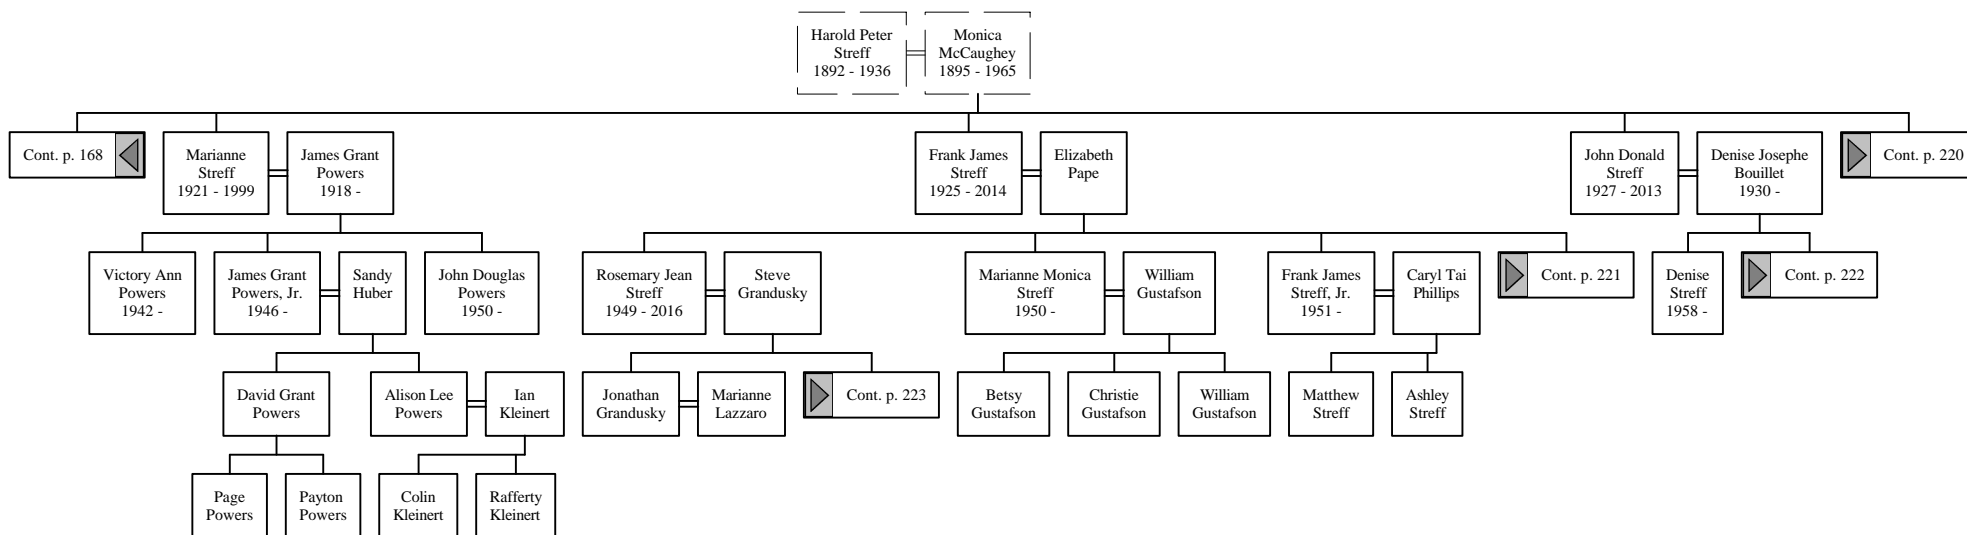 Harold Peter
Streff
1892 - 1936
Monica
McCaughey
1895 - 1965
Cont. p. 168
Marianne
Streff
1921 - 1999
James Grant
Powers
1918 -
Frank James
Streff
1925 - 2014
Elizabeth
Pape
John Donald
Streff
1927 - 2013
Denise Josephe
Bouillet
1930 -
Cont. p. 220
Victory Ann
Powers
1942 -
James Grant
Powers, Jr.
1946 -
Sandy
Huber
John Douglas
Powers
1950 -
Rosemary Jean
Streff
1949 - 2016
Steve
Grandusky
Marianne Monica
Streff
1950 -
William
Gustafson
Frank James
Streff, Jr.
1951 -
Caryl Tai
Phillips
Cont. p. 221
Denise
Streff
1958 -
Cont. p. 222
David Grant
Powers
Alison Lee
Powers
Ian
Kleinert
Jonathan
Grandusky
Marianne
Lazzaro
Cont. p. 223
Betsy
Gustafson
Christie
Gustafson
William
Gustafson
Matthew
Streff
Ashley
Streff
Page
Powers
Payton
Powers
Colin
Kleinert
Rafferty
Kleinert